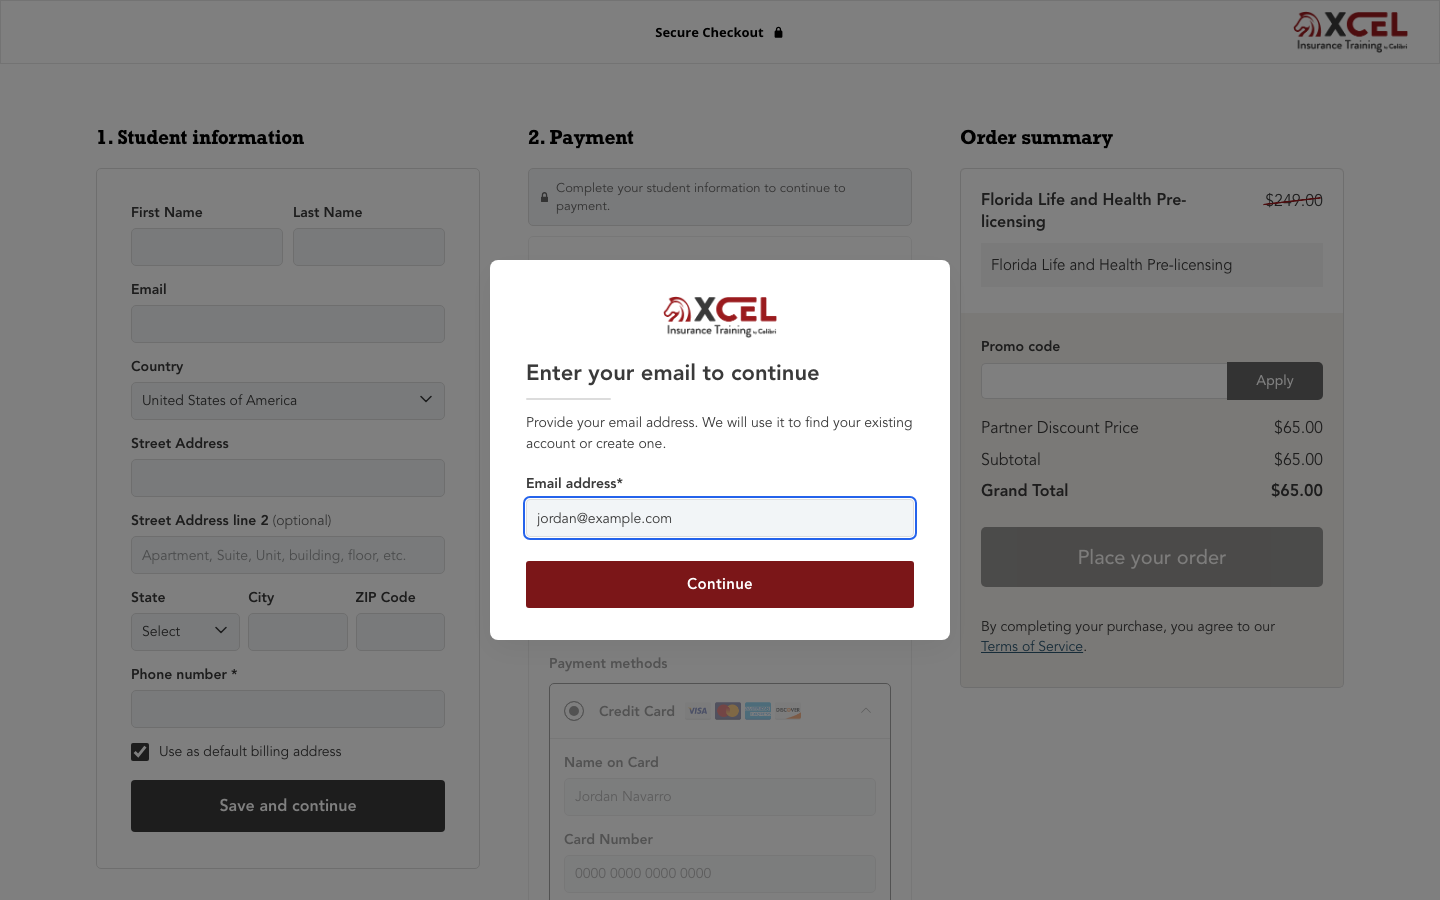 Secure Checkout
XCEL
Insurance Training by Calibri
1. Student information
First Name
Last Name
Email
Country
United States of America
Street Address
Street Address line 2 (optional)
Apartment, Suite, Unit, building, floor, etc.
State
City
ZIP Code
Select
Phone number *
Use as default billing address
Save and continue
2. Payment
Complete your student information to continue to
payment.
XCEL
Insurance Training by Calibri
Enter your email to continue
Provide your email address. We will use it to find your existing
account or create one.
Email address*
jordan@example.com
Continue
Payment methods
Credit Card
VISA
DISCOVER
Name on Card
Jordan Navarro
Card Number
0000 0000 0000 0000
Order summary
Florida Life and Health Pre-
licensing
$249.00
Florida Life and Health Pre-licensing
Promo code
Apply
Partner Discount Price
$65.00
Subtotal
$65.00
Grand Total
$65.00
Place your order
By completing your purchase, you agree to our
Terms of Service.